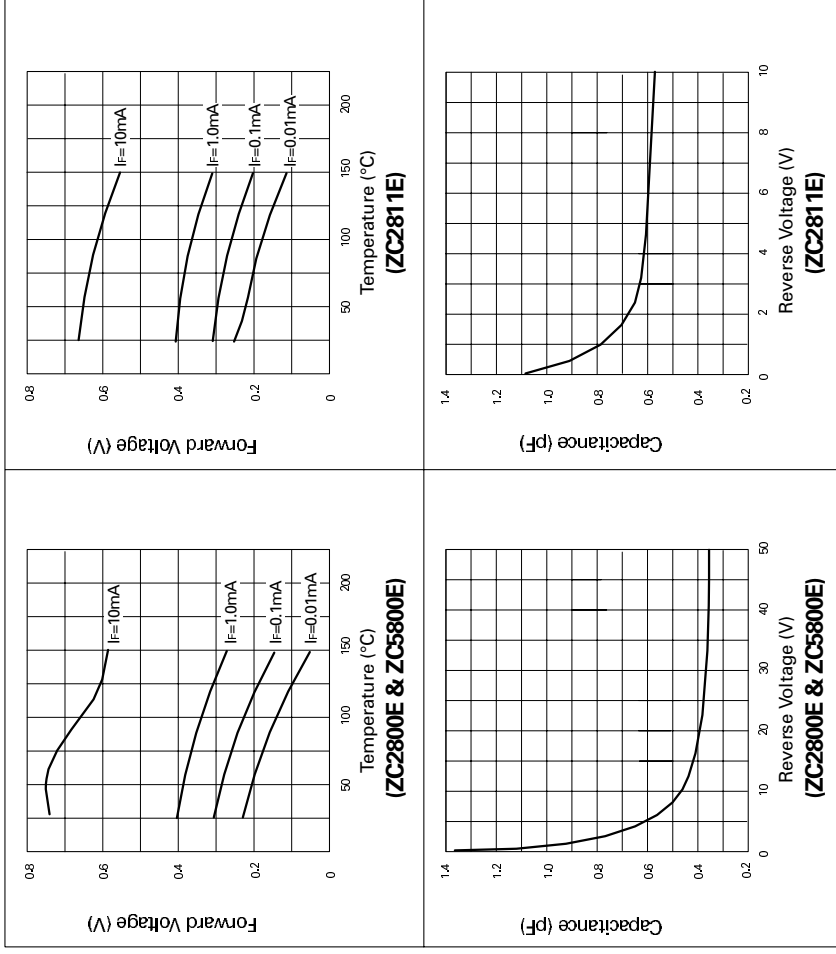 Forward Voltage (V)
0.8
0.6
0.4
0.2
0
IF=10mA
IF=1.0mA
IF=0.1mA
IF=0.01mA
50
100
150
200
Temperature (°C)
(ZC2800E & ZC5800E)
Forward Voltage (V)
0.8
0.6
0.4
0.2
0
IF=10mA
IF=1.0mA
IF=0.1mA
IF=0.01mA
50
100
150
200
Temperature (°C)
(ZC2811E)
Capacitance (pF)
1.4
1.2
1.0
0.8
0.6
0.4
0.2
0
10
20
30
40
50
Reverse Voltage (V)
(ZC2800E & ZC5800E)
Capacitance (pF)
1.4
1.2
1.0
0.8
0.6
0.4
0.2
0
2
4
6
8
10
Reverse Voltage (V)
(ZC2811E)